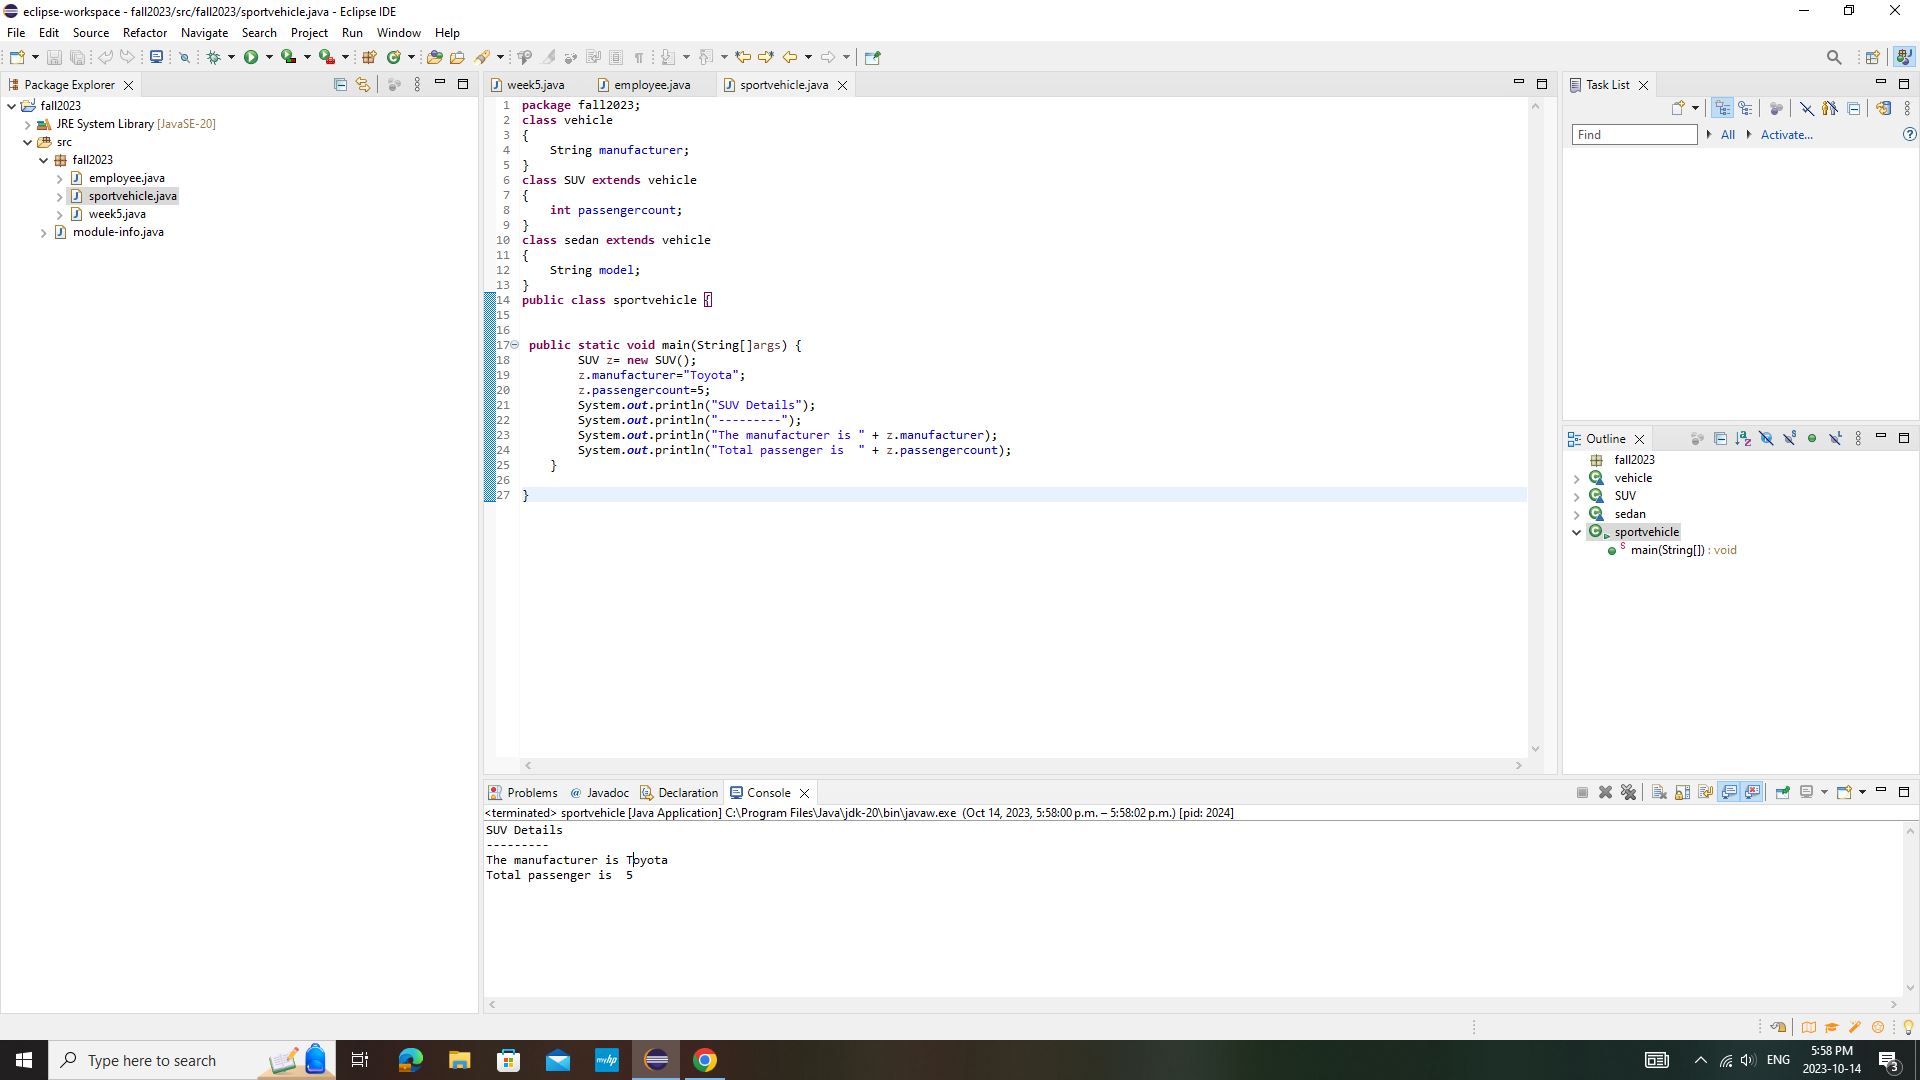 eclipse-workspace - fall2023/src/fall2023/sportvehicle.java - Eclipse IDE
File Edit Source Refactor Navigate Search Project Run Window Help
Package Explorer
fall2023
JRE System Library [JavaSE-20]
src
fall2023
employee.java
sportvehicle.java
week5.java
module-info.java
week5.java employee.java sportvehicle.java
1 package fall2023;
2 class vehicle
3 {
4     String manufacturer;
5 }
6 class SUV extends vehicle
7 {
8     int passengercount;
9 }
10 class sedan extends vehicle
11 {
12     String model;
13 }
14 public class sportvehicle {
15
16
17  public static void main(String[]args) {
18         SUV z= new SUV();
19         z.manufacturer="Toyota";
20         z.passengercount=5;
21         System.out.println("SUV Details");
22         System.out.println("---------");
23         System.out.println("The manufacturer is " + z.manufacturer);
24         System.out.println("Total passenger is  " + z.passengercount);
25     }
26
27 }
Task List
Find All Activate...
Outline
fall2023
vehicle
SUV
sedan
sportvehicle
main(String[]) : void
Problems @ Javadoc Declaration Console
<terminated> sportvehicle [Java Application] C:\Program Files\Java\jdk-20\bin\javaw.exe (Oct 14, 2023, 5:58:00 p.m. – 5:58:02 p.m.) [pid: 2024]
SUV Details
---------
The manufacturer is Toyota
Total passenger is  5
Type here to search
myhp
ENG
5:58 PM
2023-10-14
3